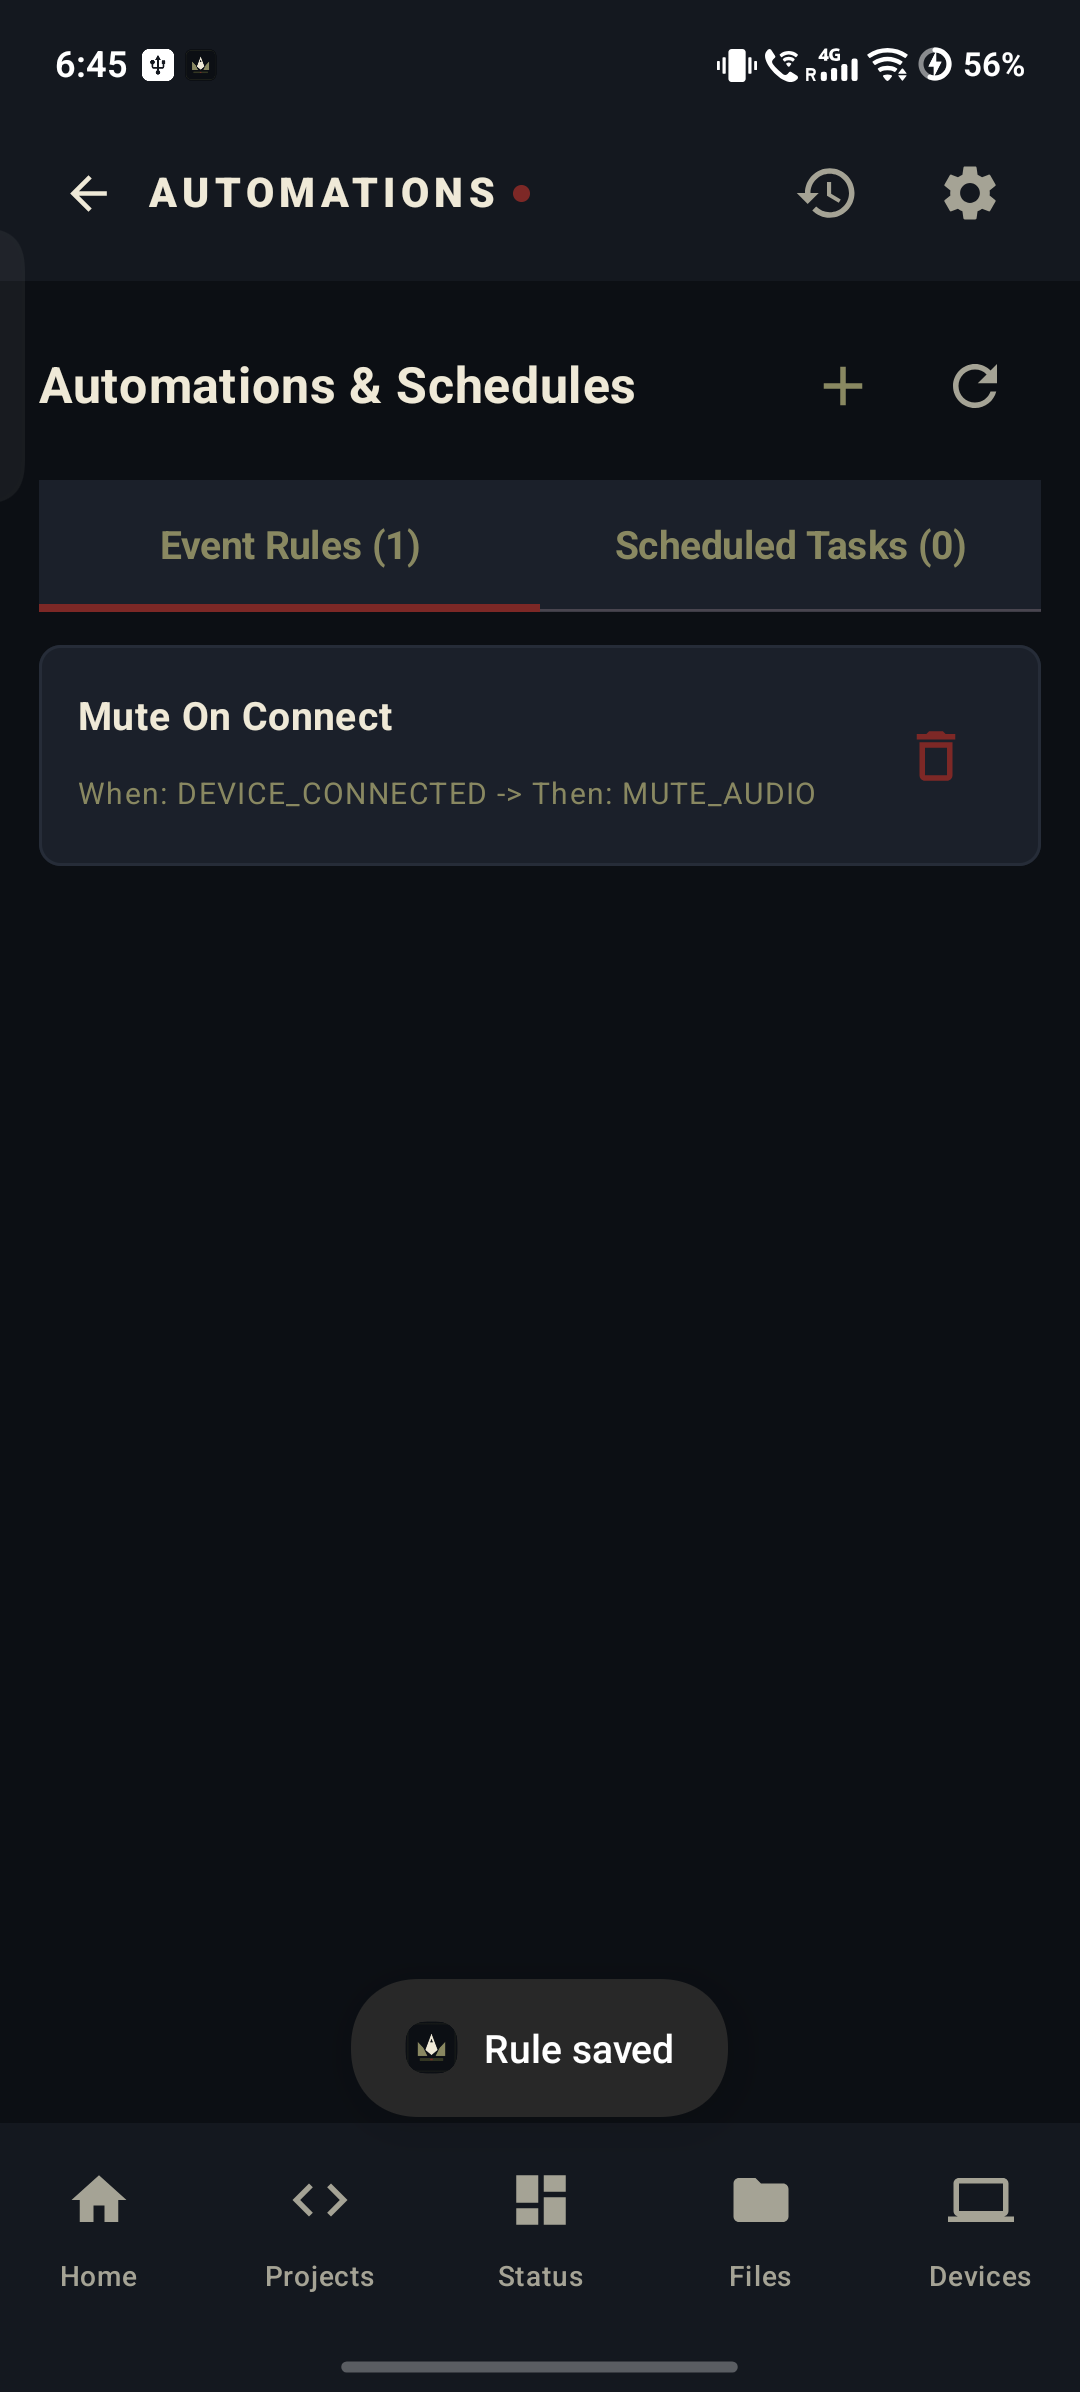 6:45
4G
R
56%
AUTOMATIONS
Automations & Schedules
Event Rules (1)
Scheduled Tasks (0)
Mute On Connect
When: DEVICE_CONNECTED -> Then: MUTE_AUDIO
Rule saved
Home
Projects
Status
Files
Devices